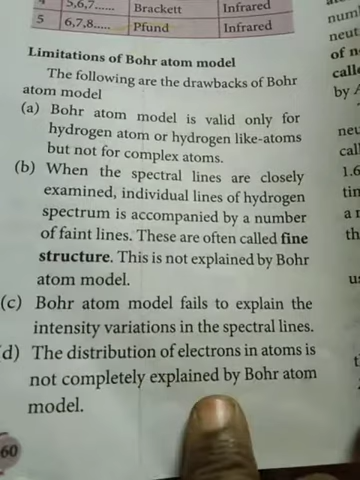 5,6,7...... Brackett Infrared
5 6,7,8..... Pfund Infrared
Limitations of Bohr atom model
The following are the drawbacks of Bohr
atom model
(a) Bohr atom model is valid only for
hydrogen atom or hydrogen like-atoms
but not for complex atoms.
(b) When the spectral lines are closely
examined, individual lines of hydrogen
spectrum is accompanied by a number
of faint lines. These are often called fine
structure. This is not explained by Bohr
atom model.
(c) Bohr atom model fails to explain the
intensity variations in the spectral lines.
(d) The distribution of electrons in atoms is
not completely explained by Bohr atom
model.
60
of n
by
1.6